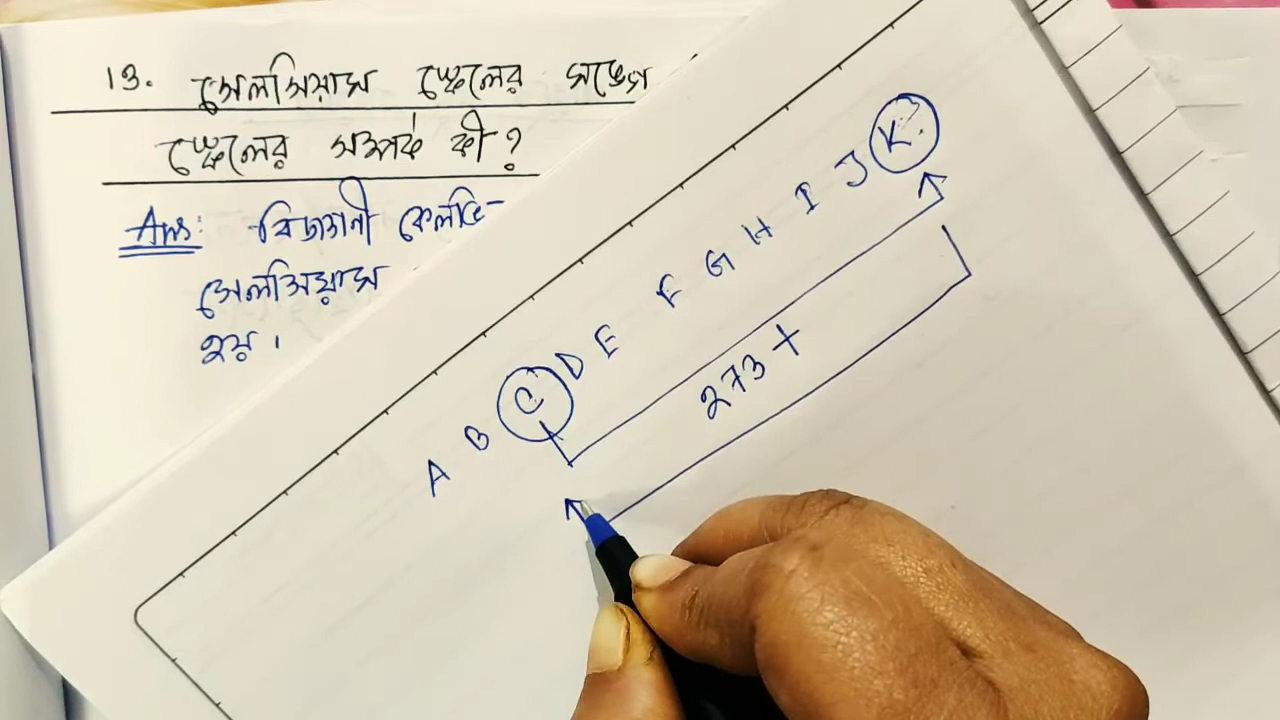 13. সেলসিয়াস স্কেলের সঙ্গে
স্কেলের সম্পর্ক কী?
Ans: বিজ্ঞানী কেলভি-
সেলসিয়াস
হয়।
A B C D E F G H I J K
273 +